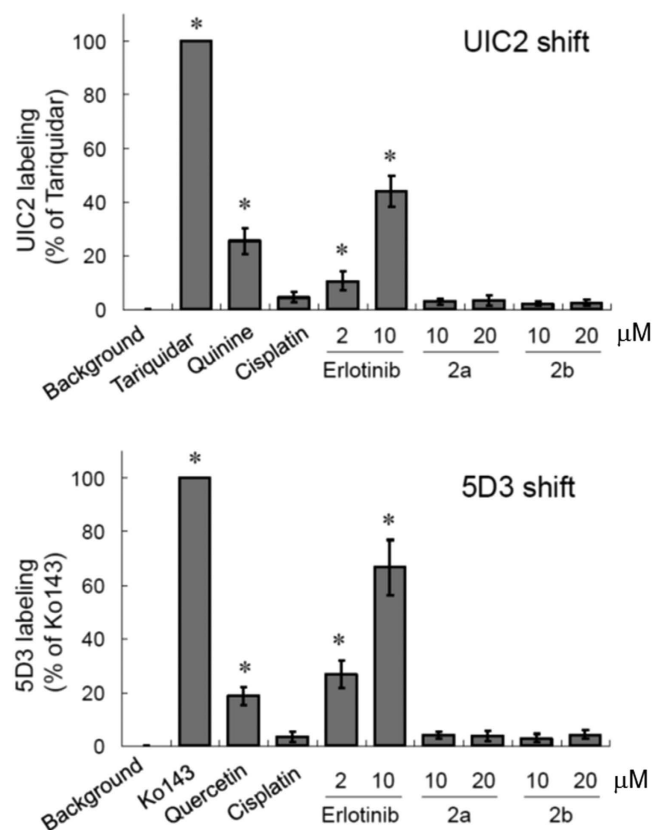 UIC2 shift
UIC2 labeling
(% of Tariquidar)
100
80
60
40
20
0
*
*
*
*
Background
Tariquidar
Quinine
Cisplatin
2 10 10 20 10 20 μM
Erlotinib 2a 2b
5D3 shift
5D3 labeling
(% of Ko143)
100
80
60
40
20
0
*
*
*
*
Background
Ko143
Quercetin
Cisplatin
2 10 10 20 10 20 μM
Erlotinib 2a 2b